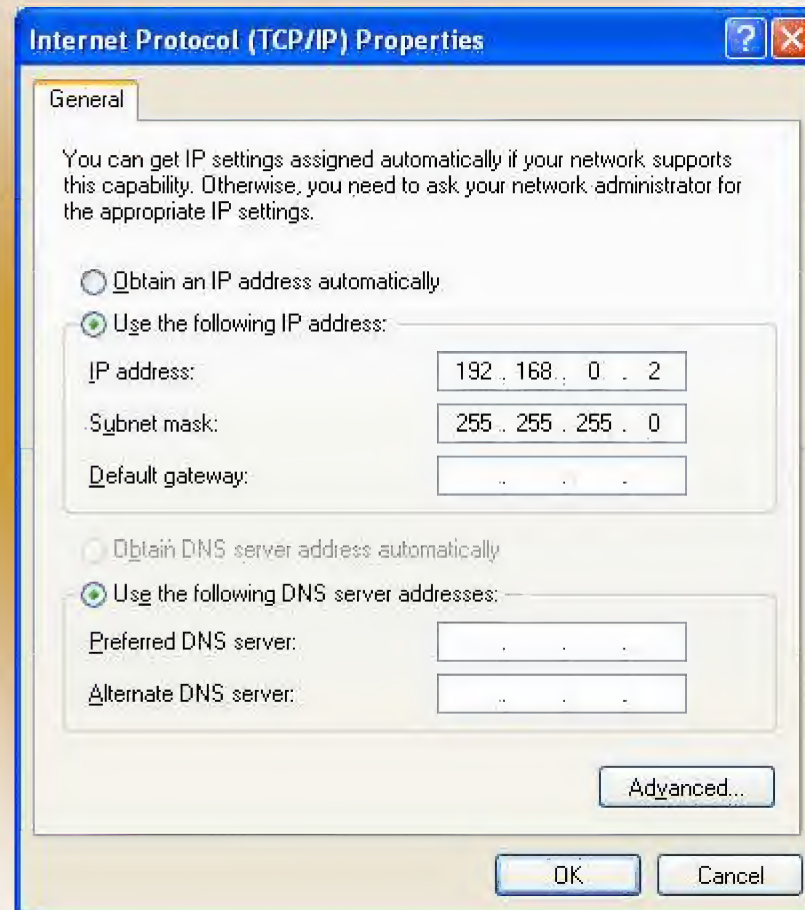 Internet Protocol (TCP/IP) Properties
General
You can get IP settings assigned automatically if your network supports
this capability. Otherwise, you need to ask your network administrator for
the appropriate IP settings.
Obtain an IP address automatically
Use the following IP address:
IP address: 192 . 168 . 0 . 2
Subnet mask: 255 . 255 . 255 . 0
Default gateway: . . .
Obtain DNS server address automatically
Use the following DNS server addresses:
Preferred DNS server: . . .
Alternate DNS server: . . .
Advanced...
OK Cancel